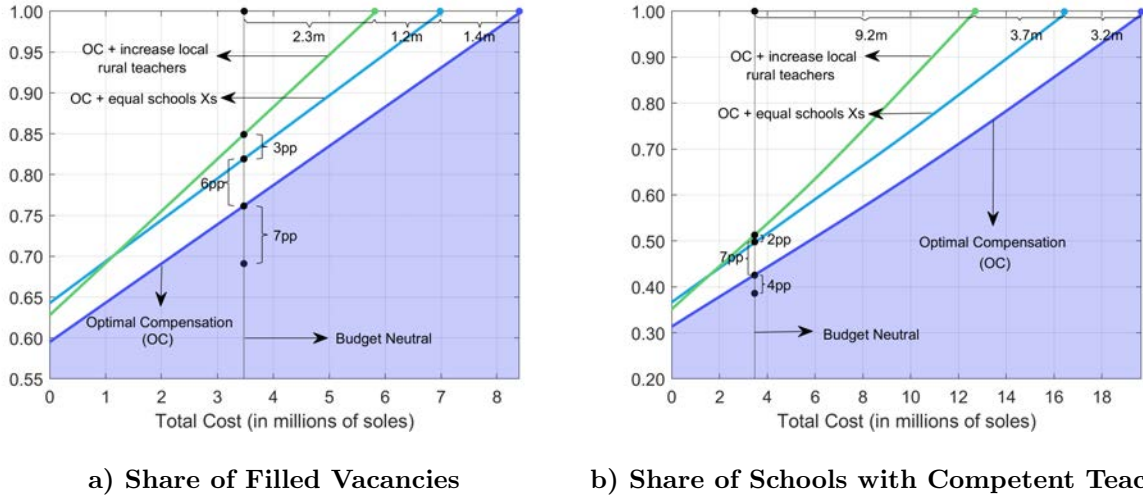 1.00
0.95
0.90
0.85
0.80
0.75
0.70
0.65
0.60
0.55
2.3m
1.2m
1.4m
OC + increase local
rural teachers
OC + equal schools Xs
3pp
6pp
7pp
Optimal Compensation
(OC)
Budget Neutral
0 1 2 3 4 5 6 7 8
Total Cost (in millions of soles)
a) Share of Filled Vacancies
1.00
0.90
0.80
0.70
0.60
0.50
0.40
0.30
0.20
9.2m
3.7m
3.2m
OC + increase local
rural teachers
OC + equal schools Xs
2pp
7pp
4pp
Optimal Compensation
(OC)
Budget Neutral
0 2 4 6 8 10 12 14 16 18
Total Cost (in millions of soles)
b) Share of Schools with Competent Teac